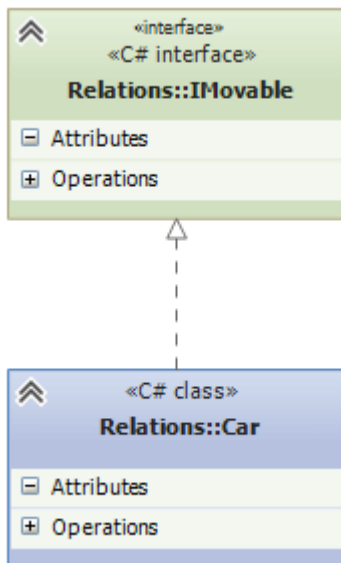 «interface»
«C# interface»
Relations::IMovable
Attributes
Operations
«C# class»
Relations::Car
Attributes
Operations